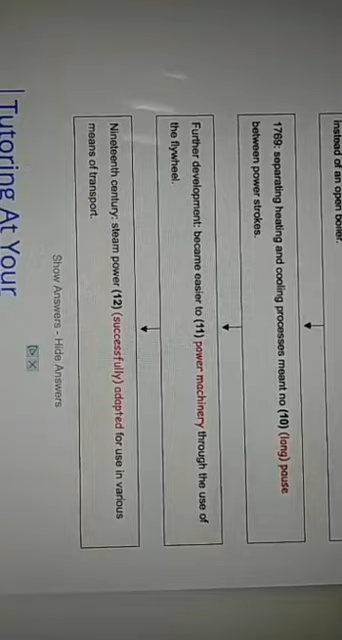 instead of an open boiler.
1769: separating heating and cooling processes meant no (10) (long) pause
between power strokes.
Further development: became easier to (11) power machinery through the use of
the flywheel.
Nineteenth century: steam power (12) (successfully) adapted for use in various
means of transport.
Show Answers - Hide Answers
Tutoring At Your